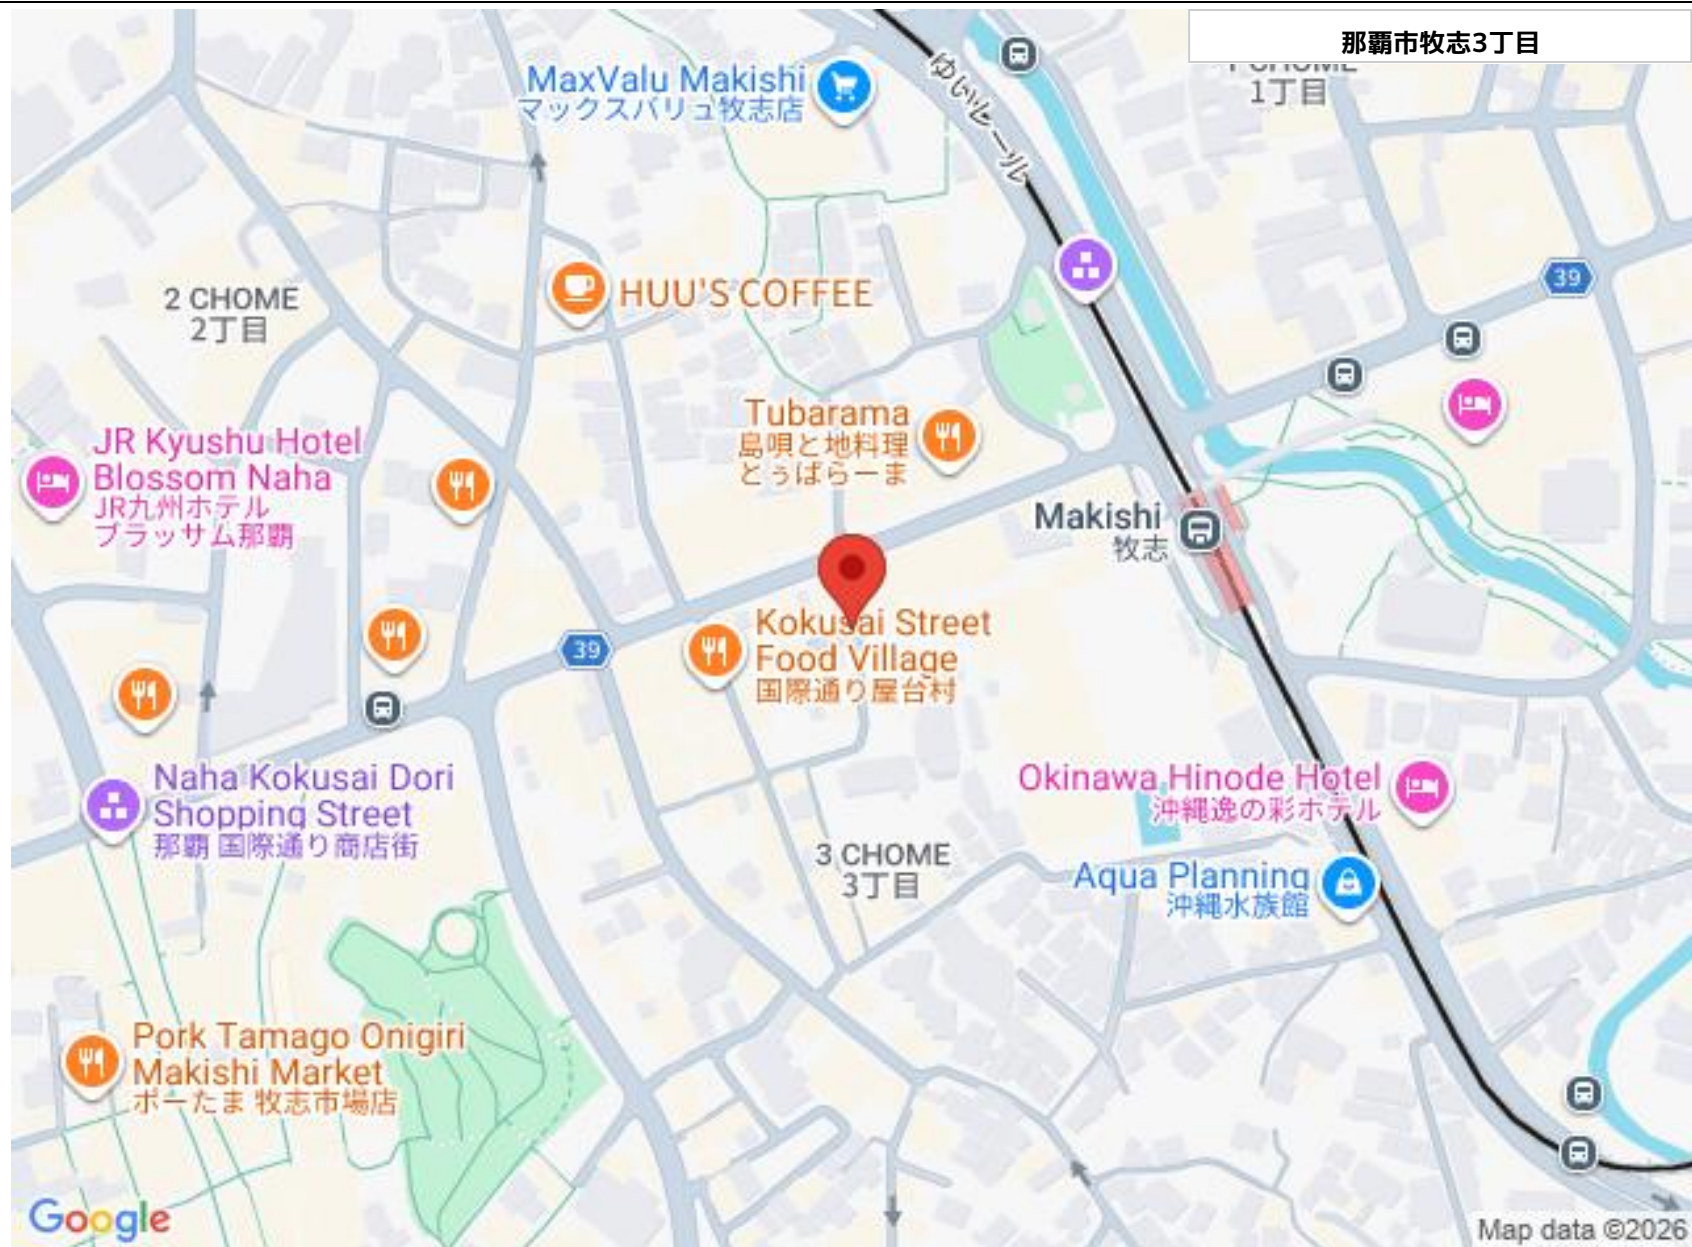 那覇市牧志3丁目
MaxValu Makishi
マックスバリュ牧志店
ゆいレール
1丁目
39
2 CHOME
2丁目
HUU'S COFFEE
Tubarama
島唄と地料理
とぅばらーま
JR Kyushu Hotel
Blossom Naha
JR九州ホテル
ブラッサム那覇
Makishi
牧志
Kokusai Street
Food Village
国際通り屋台村
39
Naha Kokusai Dori
Shopping Street
那覇 国際通り商店街
Okinawa Hinode Hotel
沖縄逸の彩ホテル
3 CHOME
3丁目
Aqua Planning
沖縄水族館
Pork Tamago Onigiri
Makishi Market
ポーたま 牧志市場店
Google
Map data ©2026